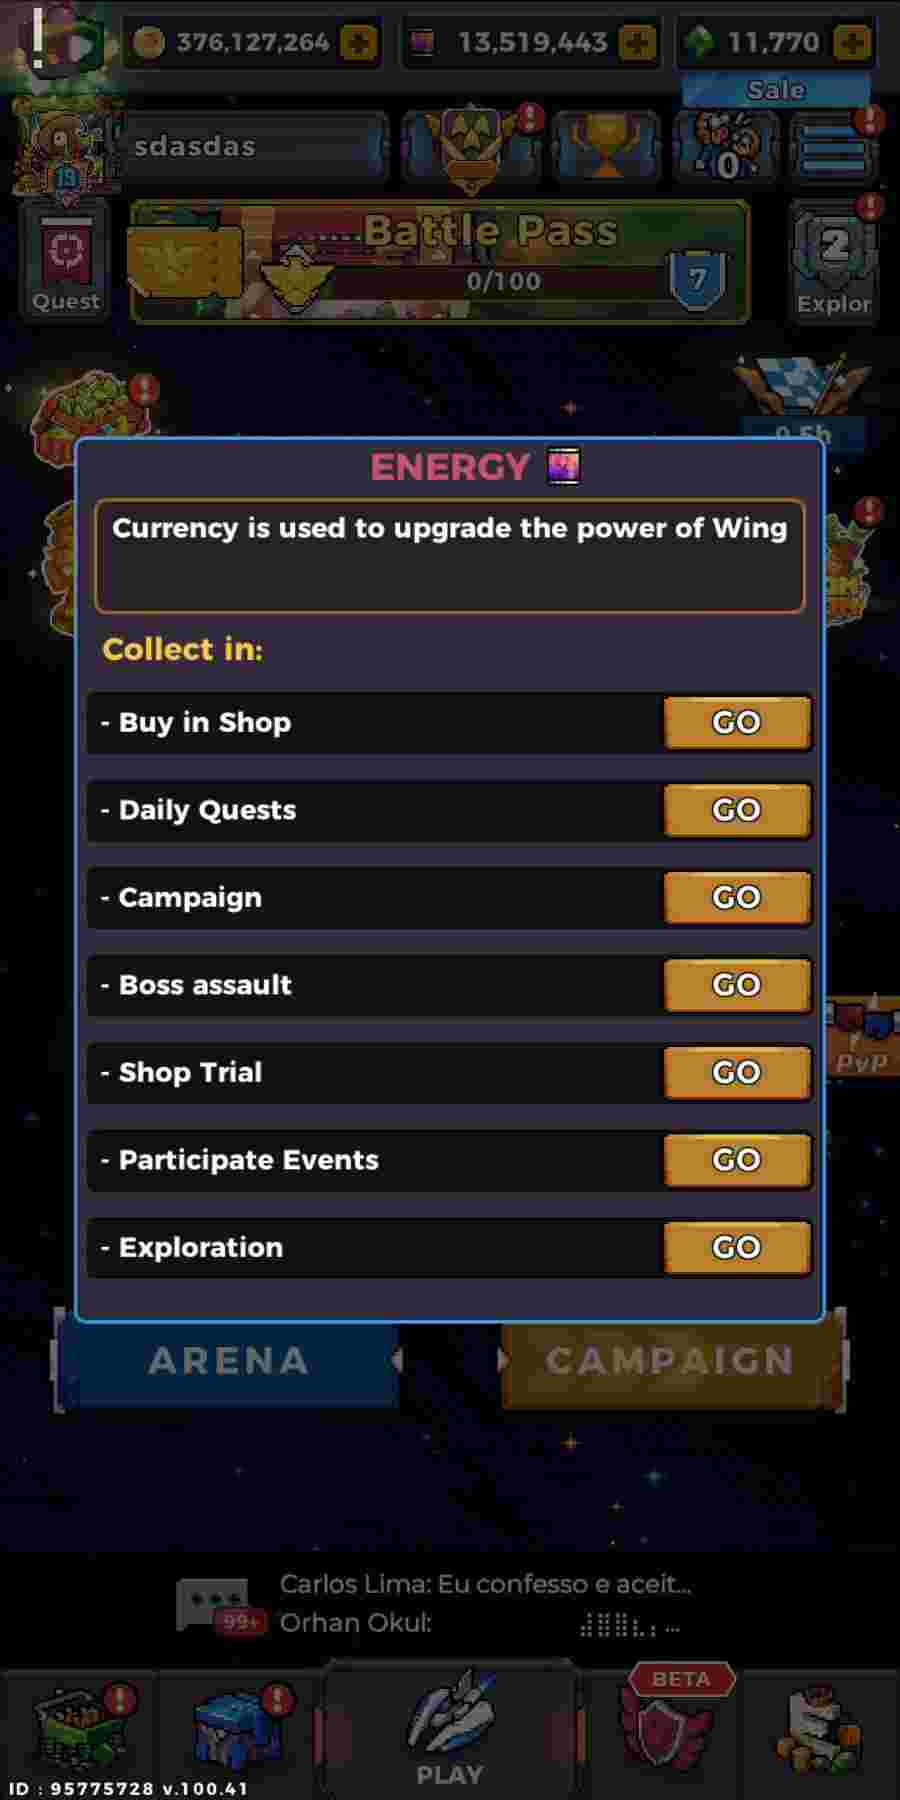 376,127,264
13,519,443
11,770
Sale
sdasdas
19
0
Battle Pass
0/100
7
Quest
2
Explor
9.5h
ENERGY
Currency is used to upgrade the power of Wing
Collect in:
- Buy in Shop GO
- Daily Quests GO
- Campaign GO
- Boss assault GO
- Shop Trial GO
- Participate Events GO
- Exploration GO
PvP
ARENA
CAMPAIGN
Carlos Lima: Eu confesso e aceit...
99+
Orhan Okul:
BETA
PLAY
ID : 95775728 v.100.41